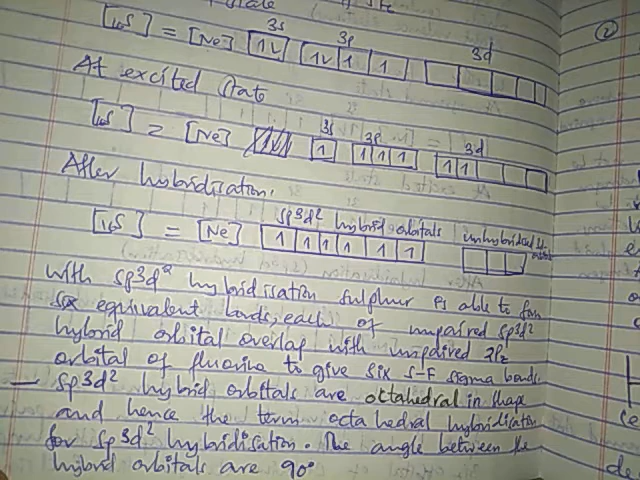 [₁₆S] = [Ne] 3s 3p 3d
At excited state
[₁₆S] = [Ne] 3s 3p 3d
After hybridisation.
sp³d² hybrid orbitals unhybridized
[₁₆S] = [Ne]
With sp³d² hybridisation sulphur is able to form
six equivalent bonds, each of unpaired sp³d²
hybrid orbital overlap with unpaired 2Pz
orbital of fluorine to give six S-F sigma bonds.
- sp³d² hybrid orbitals are octahedral in shape
and hence the term octahedral hybridisation
for sp³d² hybridisation. The angle between the
hybrid orbitals are 90°
②